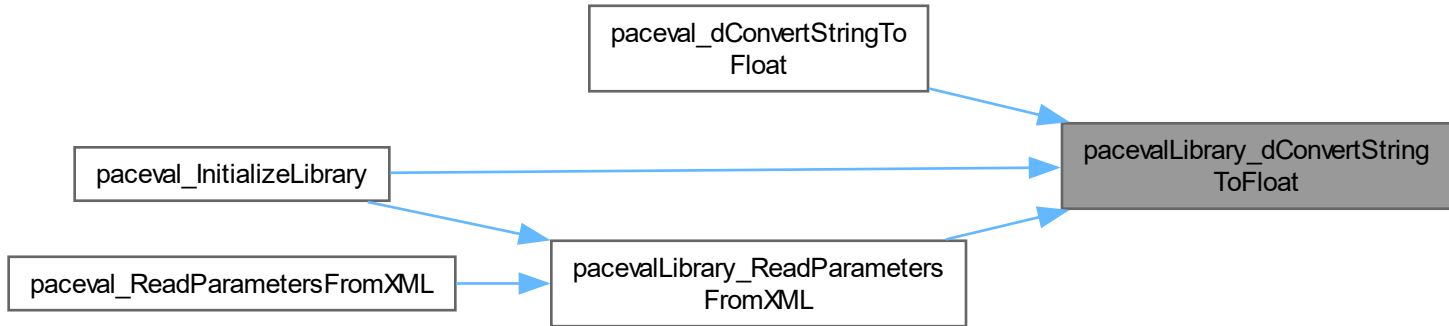 paceval_dConvertStringTo
Float
pacevalLibrary_dConvertString
ToFloat
paceval_InitializeLibrary
pacevalLibrary_ReadParameters
FromXML
paceval_ReadParametersFromXML